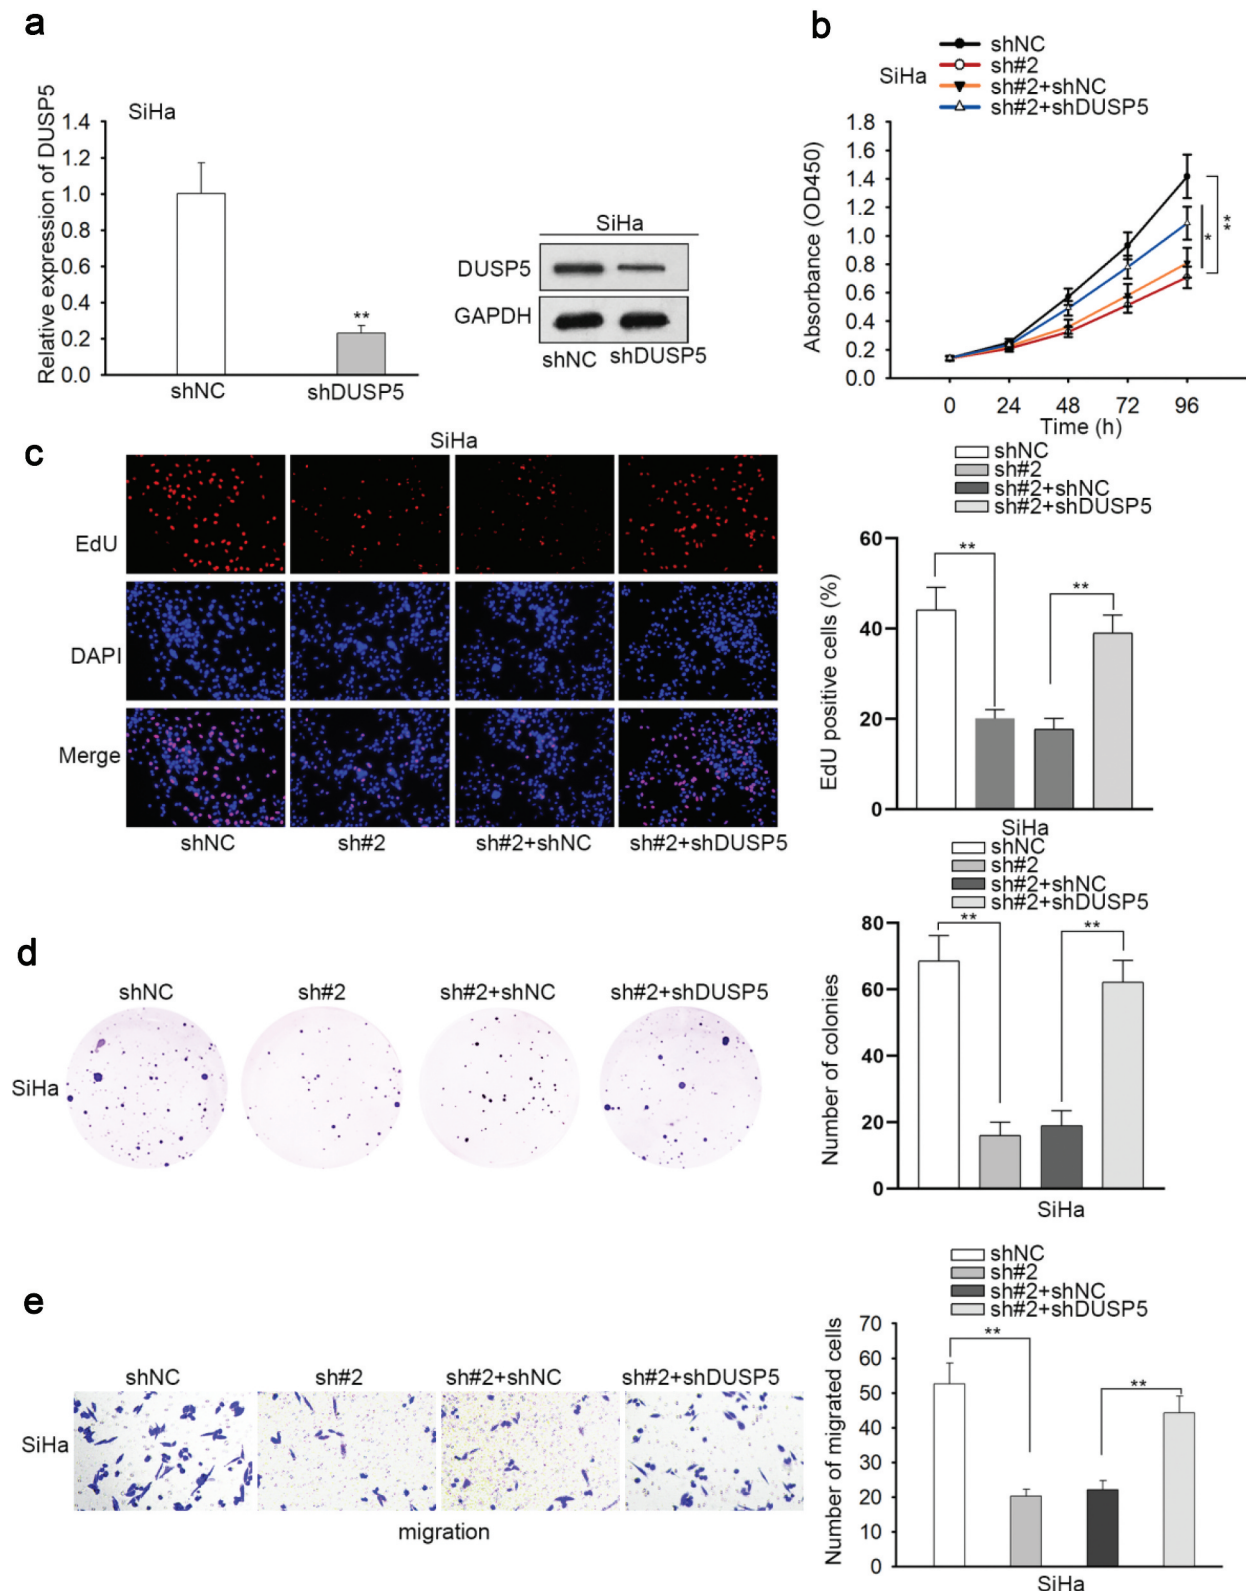 a
SiHa
Relative expression of DUSP5
1.4
1.2
1.0
0.8
0.6
0.4
0.2
0.0
**
shNC
shDUSP5
SiHa
DUSP5
GAPDH
shNC
shDUSP5
b
SiHa
shNC
sh#2
sh#2+shNC
sh#2+shDUSP5
Absorbance (OD450)
1.8
1.6
1.4
1.2
1.0
0.8
0.6
0.4
0.2
0.0
*
**
0
24
48
72
96
Time (h)
c
SiHa
EdU
DAPI
Merge
shNC
sh#2
sh#2+shNC
sh#2+shDUSP5
shNC
sh#2
sh#2+shNC
sh#2+shDUSP5
EdU positive cells (%)
60
40
20
0
**
**
SiHa
d
shNC
sh#2
sh#2+shNC
sh#2+shDUSP5
SiHa
shNC
sh#2
sh#2+shNC
sh#2+shDUSP5
Number of colonies
80
60
40
20
0
**
**
SiHa
e
shNC
sh#2
sh#2+shNC
sh#2+shDUSP5
SiHa
migration
shNC
sh#2
sh#2+shNC
sh#2+shDUSP5
Number of migrated cells
70
60
50
40
30
20
10
0
**
**
SiHa